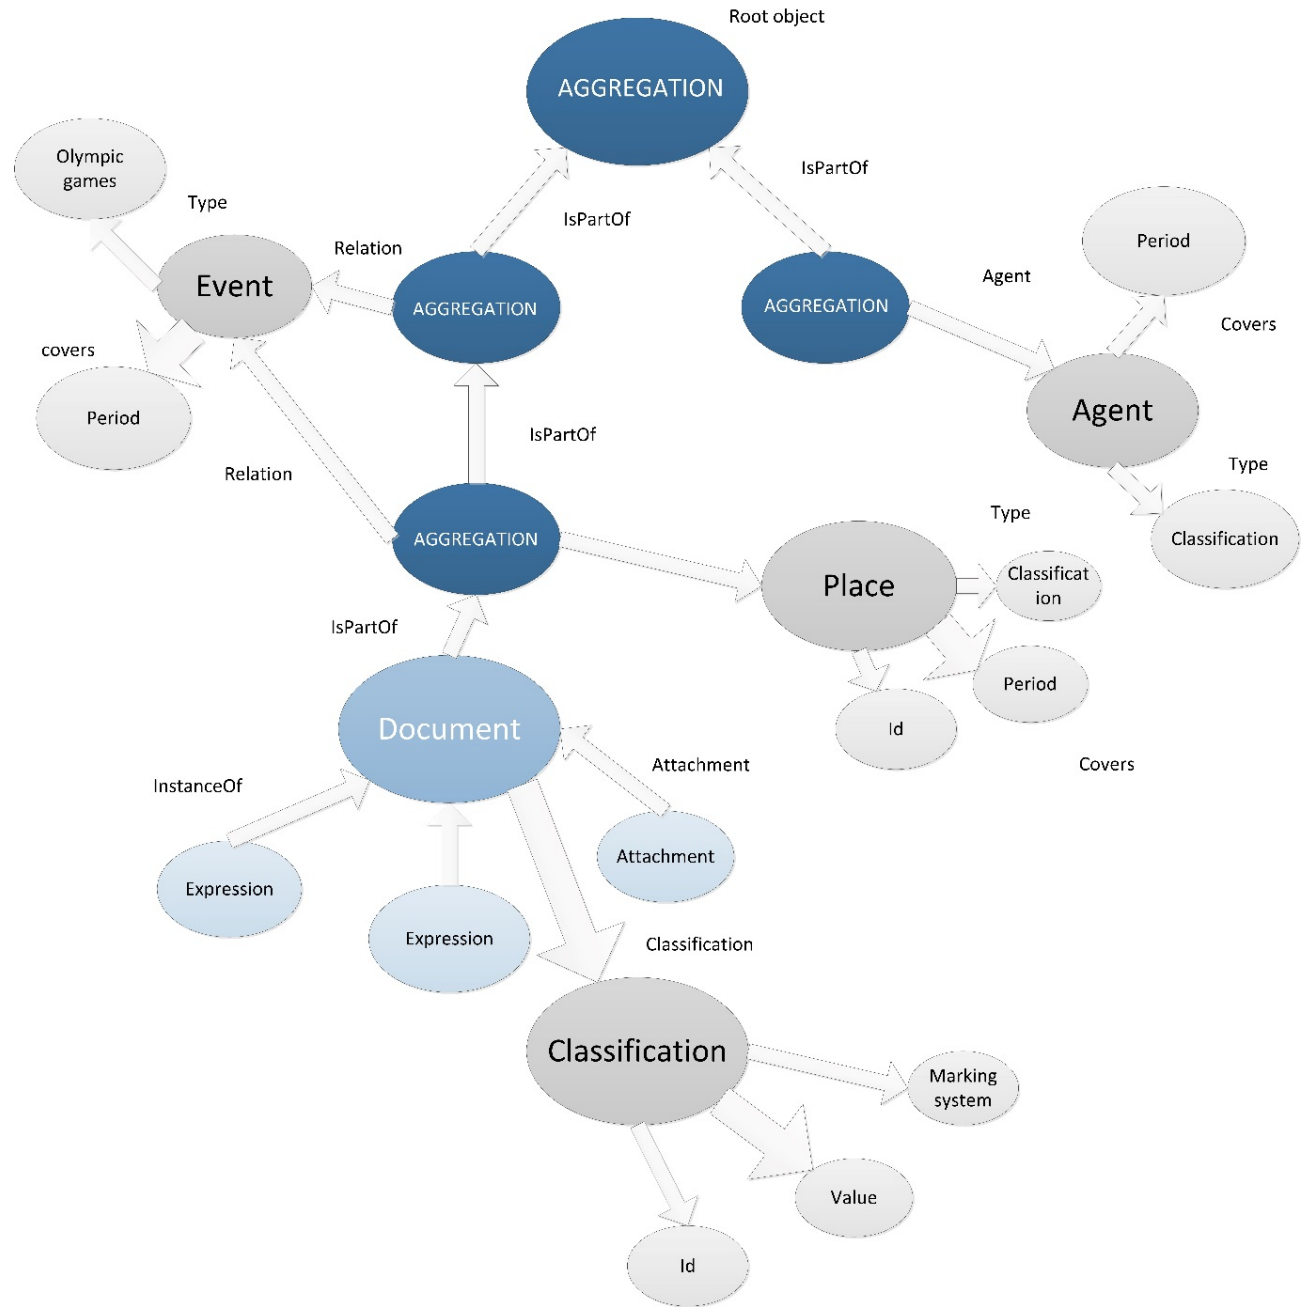 Root object
AGGREGATION
Olympic
games
IsPartOf
Type
IsPartOf
Relation
Period
Event
Agent
AGGREGATION
AGGREGATION
Covers
covers
Period
Agent
IsPartOf
Relation
Type
Type
AGGREGATION
Classification
Classificat
ion
Place
IsPartOf
Period
Document
Id
Attachment
Covers
InstanceOf
Attachment
Expression
Expression
Classification
Classification
Marking
system
Value
Id